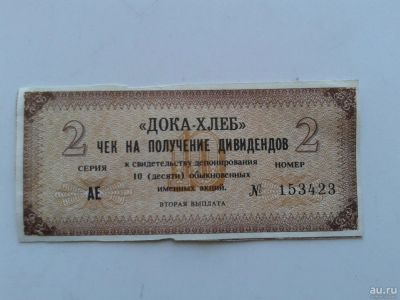 «ДОКА-ХЛЕБ»
2 ЧЕК НА ПОЛУЧЕНИЕ ДИВИДЕНДОВ 2
СЕРИЯ к свидетельству депонирования НОМЕР
10 (десяти) обыкновенных
АЕ именных акций. № 153423
ВТОРАЯ ВЫПЛАТА
10
au.ru